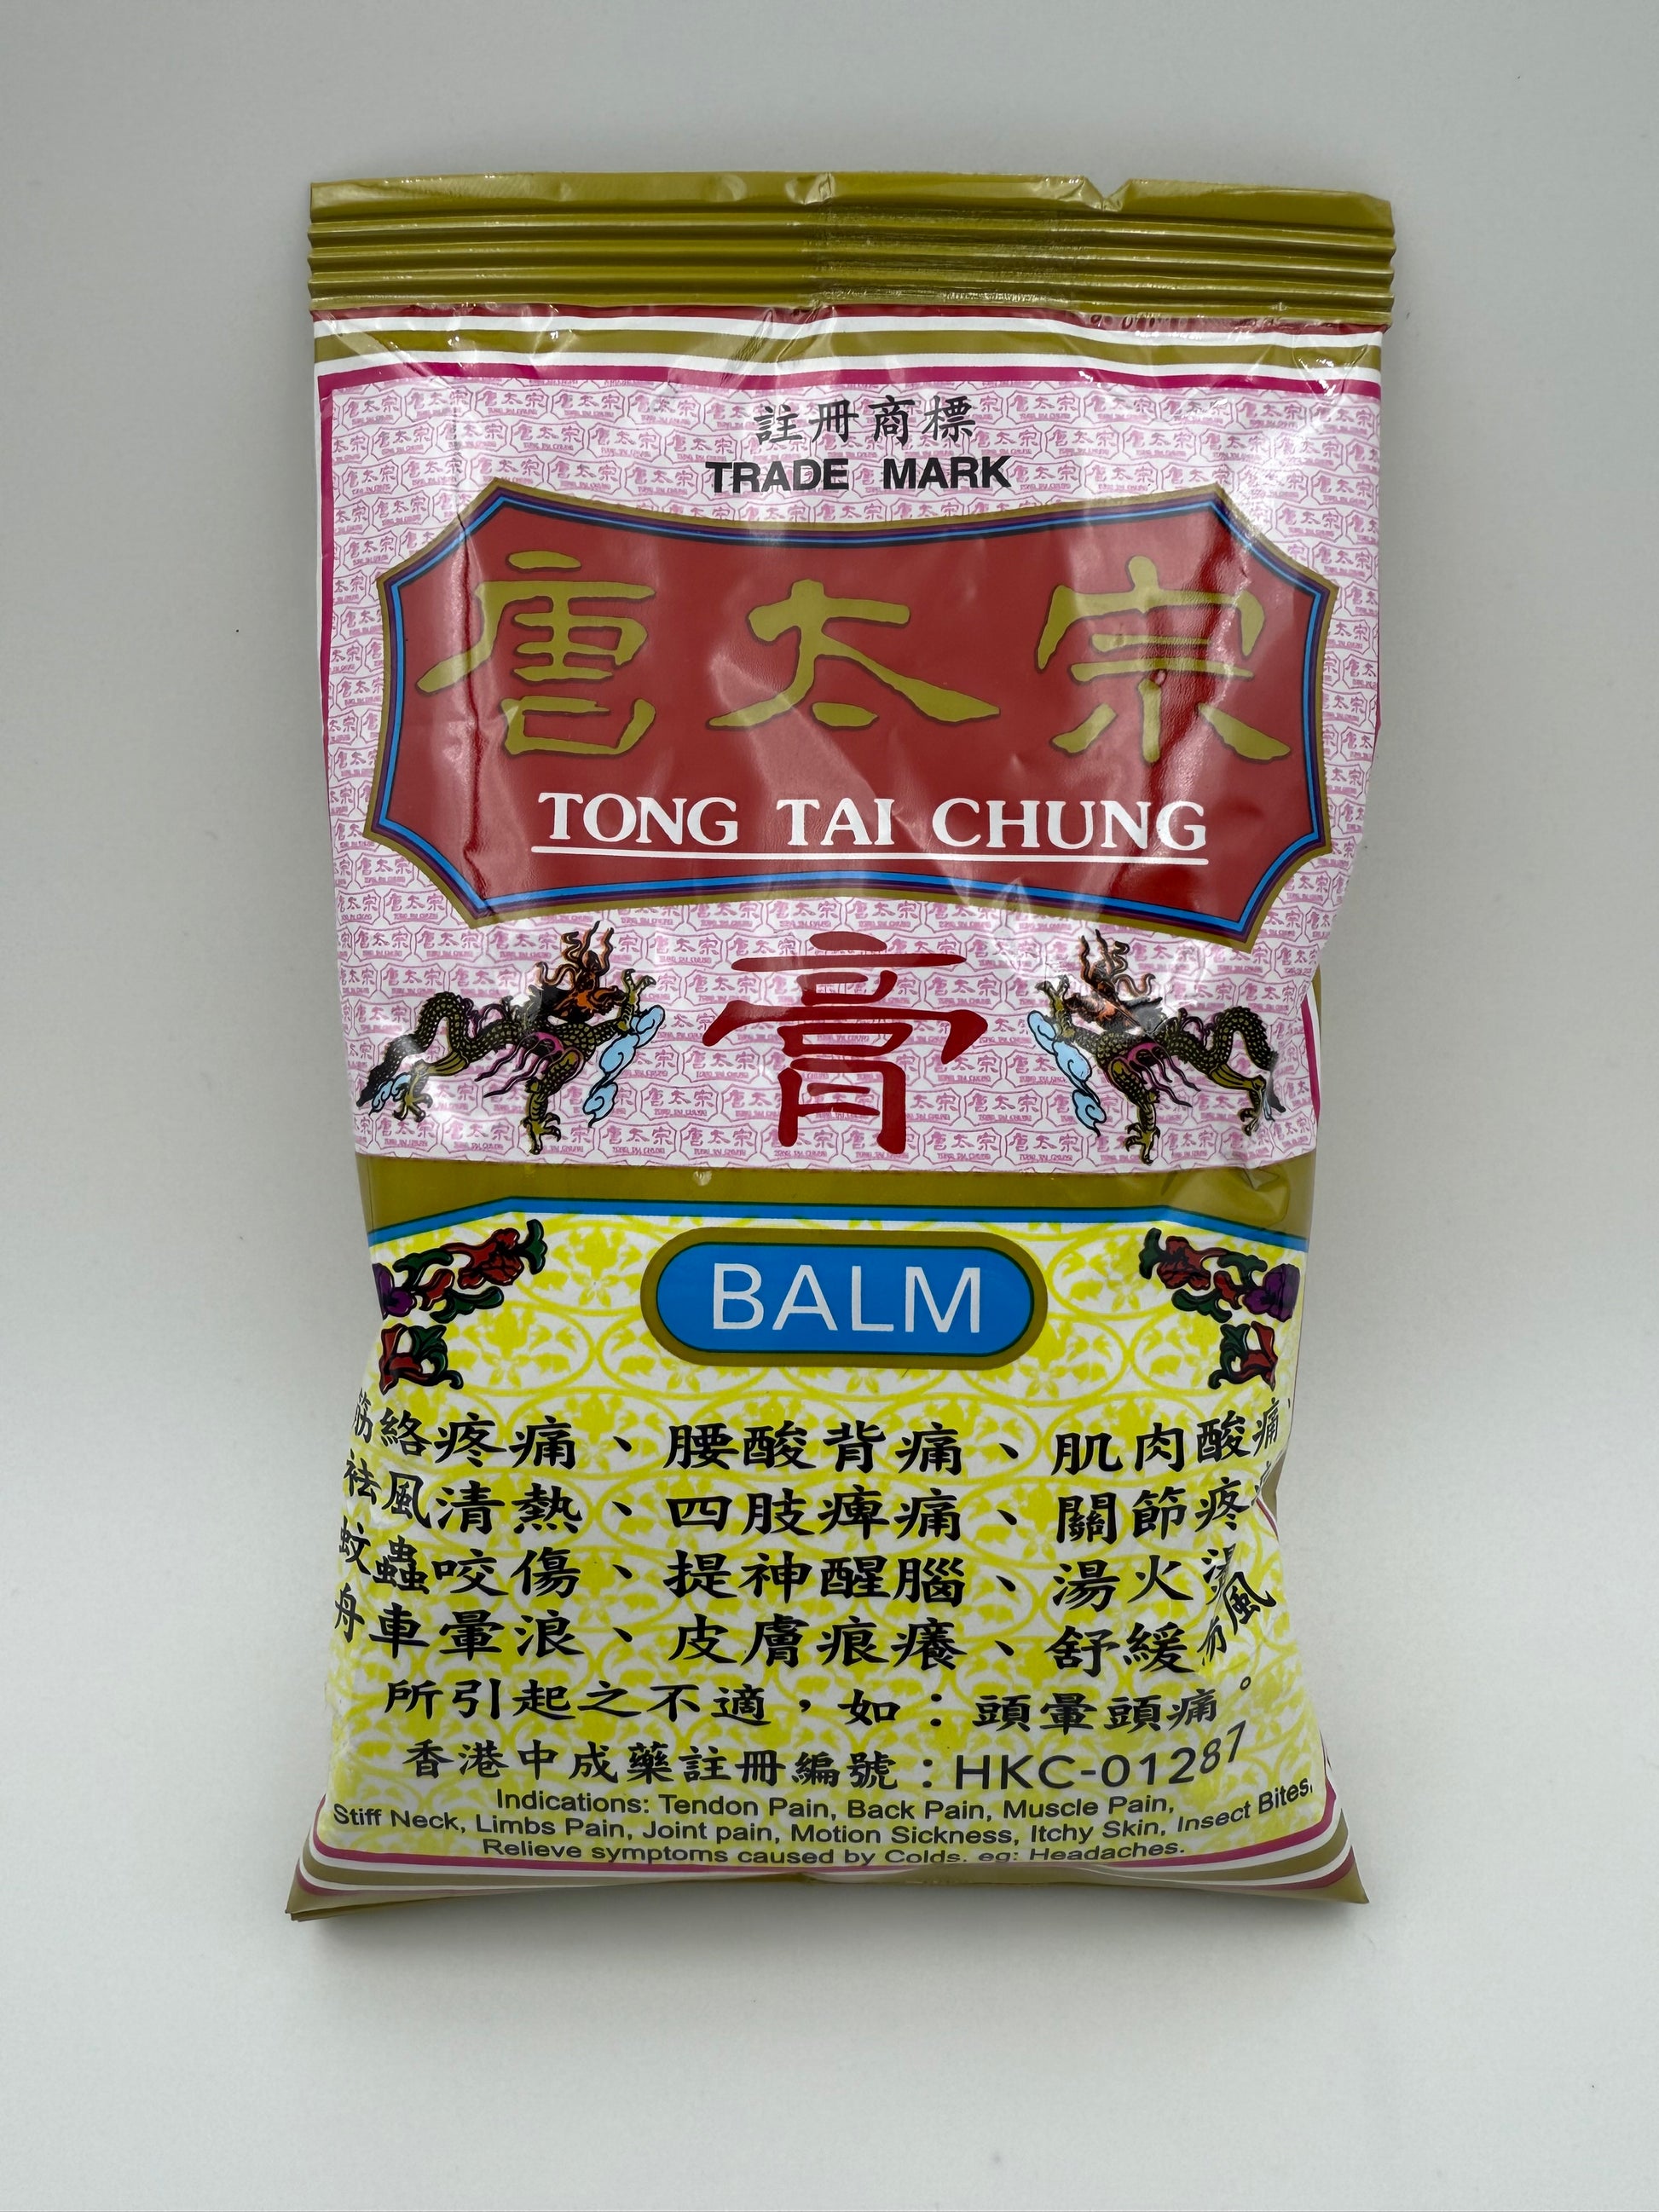 註冊商標
TRADE MARK
唐太宗
TONG TAI CHUNG
膏
BALM
筋絡疼痛、腰酸背痛、肌肉酸痛、
祛風清熱、四肢痺痛、關節疼
蚊蟲咬傷、提神醒腦、湯火
舟車暈浪、皮膚痕癢、舒緩
風
所引起之不適，如：頭暈頭痛。
香港中成藥註冊編號：HKC-01287
Indications: Tendon Pain, Back Pain, Muscle Pain,
Stiff Neck, Limbs Pain, Joint pain, Motion Sickness, Itchy Skin, Insect Bites,
Relieve symptoms caused by Colds. eg: Headaches.